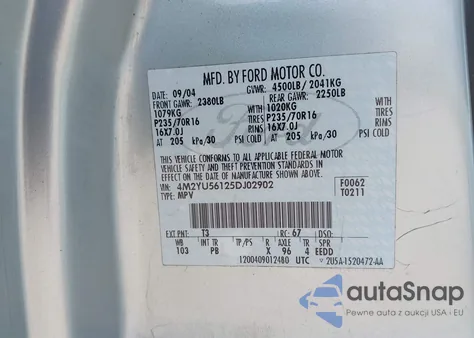 MFD. BY FORD MOTOR CO.
DATE: 09/04 GVWR: 4500LB/ 2041KG
FRONT GAWR: 2380LB REAR GAWR: 2250LB
1079KG 1020KG
P235/70R16 TIRES P235/70R16 TIRES
16X7.0J RIMS 16X7.0J RIMS
AT 205 kPa/30 PSI COLD AT 205 kPa/30 PSI COLD
Ford
THIS VEHICLE CONFORMS TO ALL APPLICABLE FEDERAL MOTOR
VEHICLE SAFETY AND THEFT PREVENTION STANDARDS IN
EFFECT ON THE DATE OF MANUFACTURE SHOWN ABOVE.
VIN: 4M2YU56125DJ02902 F0062
TYPE: MPV T0211
EXT PNT: T3 RC: 67 DSO:
WB INT TR TP/PS R AXLE TR SPR
103 PB X 96 4 EEDD
1200409012480 UTC 2U5A-1520472-AA
autoSnap
Pewne auta z USA - EU